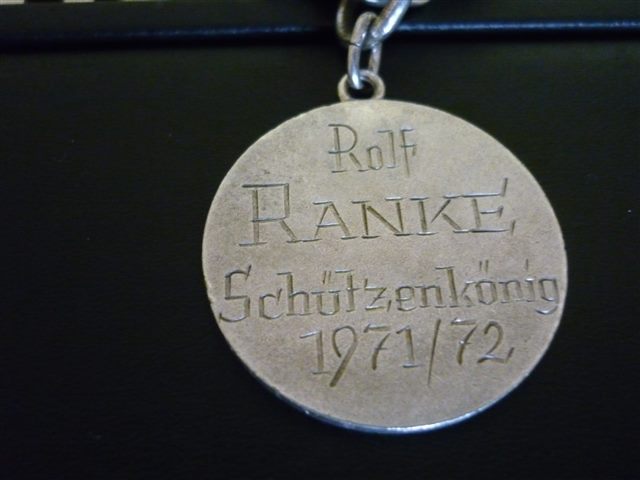 Rolf
RANKE
Schützenkönig
1971/72